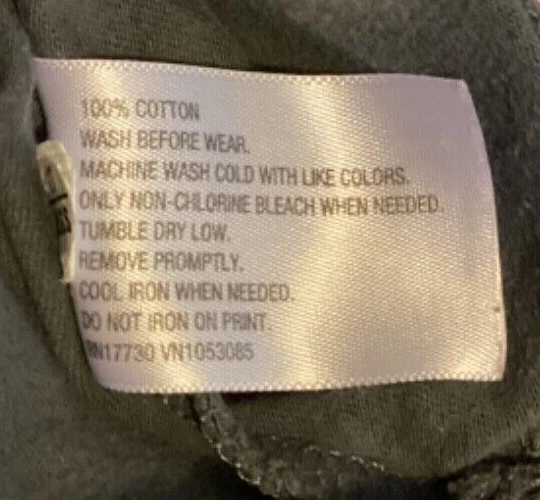 100% COTTON
WASH BEFORE WEAR.
MACHINE WASH COLD WITH LIKE COLORS.
ONLY NON-CHLORINE BLEACH WHEN NEEDED.
TUMBLE DRY LOW.
REMOVE PROMPTLY.
COOL IRON WHEN NEEDED.
DO NOT IRON ON PRINT.
RN17730 VN1053085